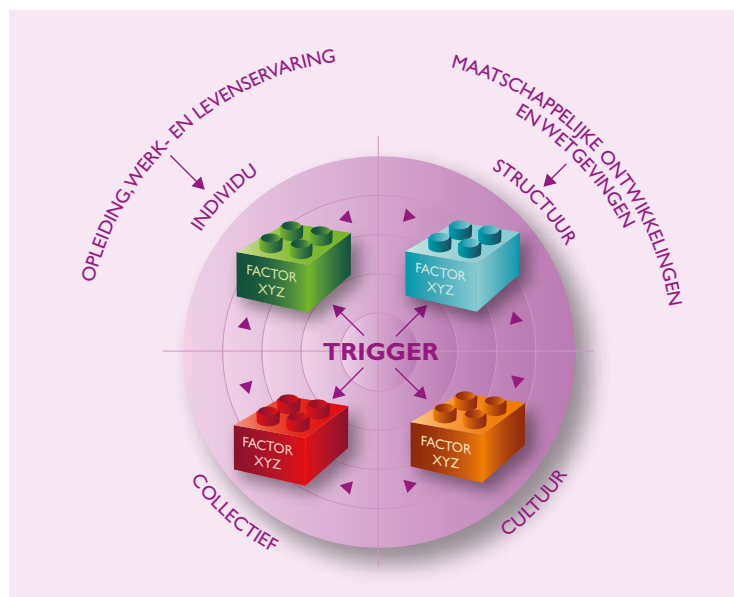 OPLEIDING, WERK- EN LEVENSERVARING
MAATSCHAPPELIJKE ONTWIKKELINGEN
EN WETGEVINGEN
INDIVIDU
STRUCTUUR
FACTOR
XYZ
FACTOR
XYZ
TRIGGER
FACTOR
XYZ
FACTOR
XYZ
COLLECTIEF
CULTUUR